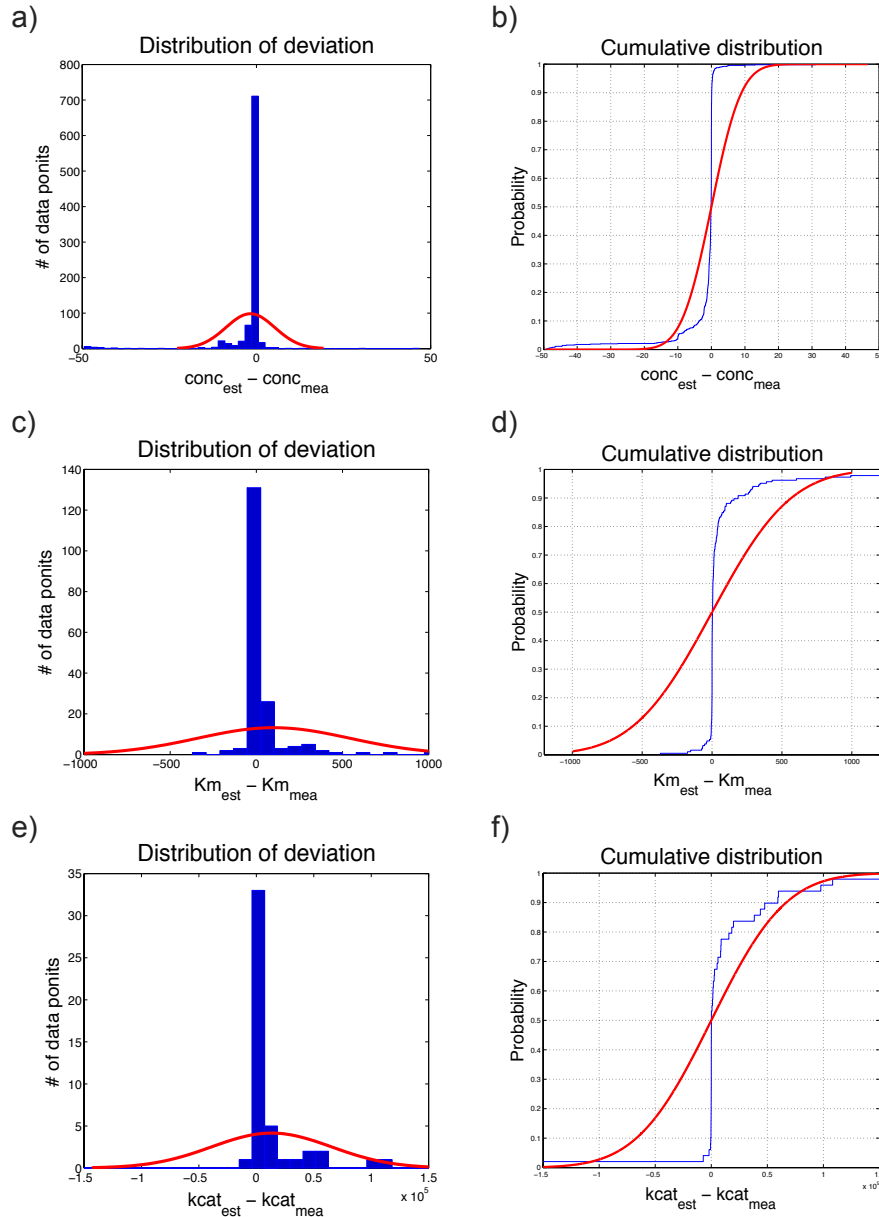 a)
Distribution of deviation
800
700
600
500
400
300
200
100
0
# of data ponits
−50 0 50
conc_est − conc_mea
b)
Cumulative distribution
1
0.9
0.8
0.7
0.6
0.5
0.4
0.3
0.2
0.1
0
Probability
−50 −40 −30 −20 −10 0 10 20 30 40 50
conc_est − conc_mea
c)
Distribution of deviation
140
120
100
80
60
40
20
0
# of data ponits
−1000 −500 0 500 1000
Km_est − Km_mea
d)
Cumulative distribution
1
0.9
0.8
0.7
0.6
0.5
0.4
0.3
0.2
0.1
0
Probability
−1000 −500 0 500 1000
Km_est − Km_mea
e)
Distribution of deviation
35
30
25
20
15
10
5
0
# of data ponits
−1.5 −1 −0.5 0 0.5 1 1.5
x 10^5
kcat_est − kcat_mea
f)
Cumulative distribution
1
0.9
0.8
0.7
0.6
0.5
0.4
0.3
0.2
0.1
0
Probability
−1.5 −1 −0.5 0 0.5 1 1.5
x 10^5
kcat_est − kcat_mea